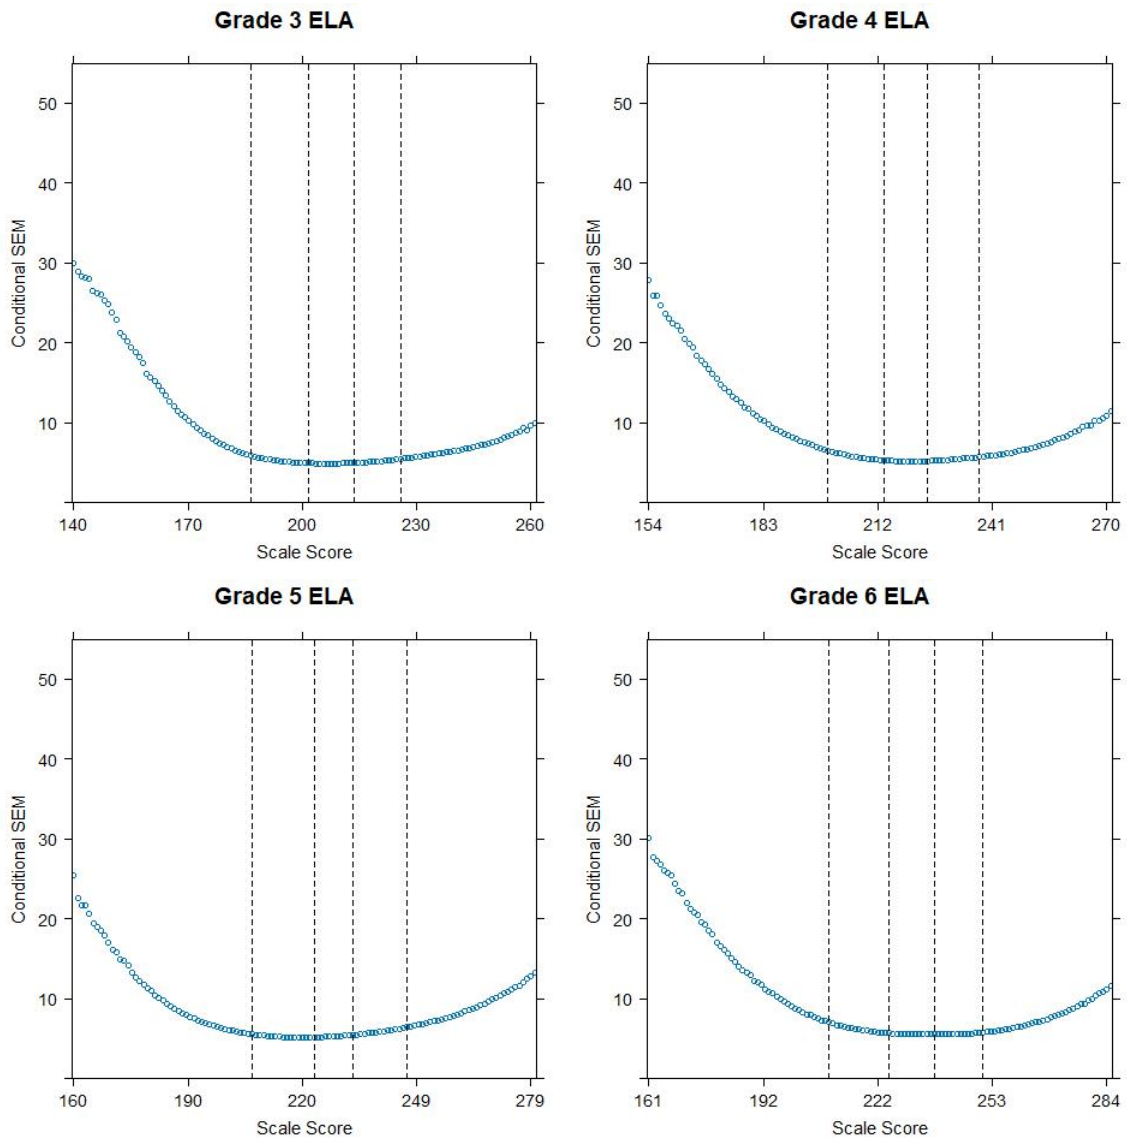 Grade 3 ELA
50
40
30
20
10
Conditional SEM
140 170 200 230 260
Scale Score
Grade 4 ELA
50
40
30
20
10
Conditional SEM
154 183 212 241 270
Scale Score
Grade 5 ELA
50
40
30
20
10
Conditional SEM
160 190 220 249 279
Scale Score
Grade 6 ELA
50
40
30
20
10
Conditional SEM
161 192 222 253 284
Scale Score